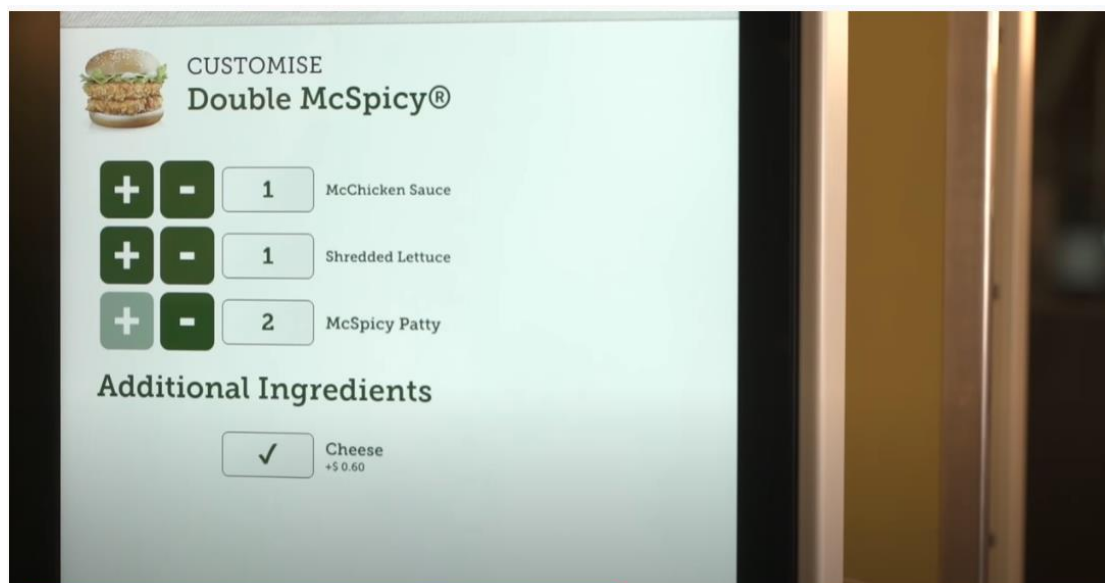 CUSTOMISE
Double McSpicy®
+ - 1 McChicken Sauce
+ - 1 Shredded Lettuce
+ - 2 McSpicy Patty
Additional Ingredients
✓ Cheese
+$ 0.60